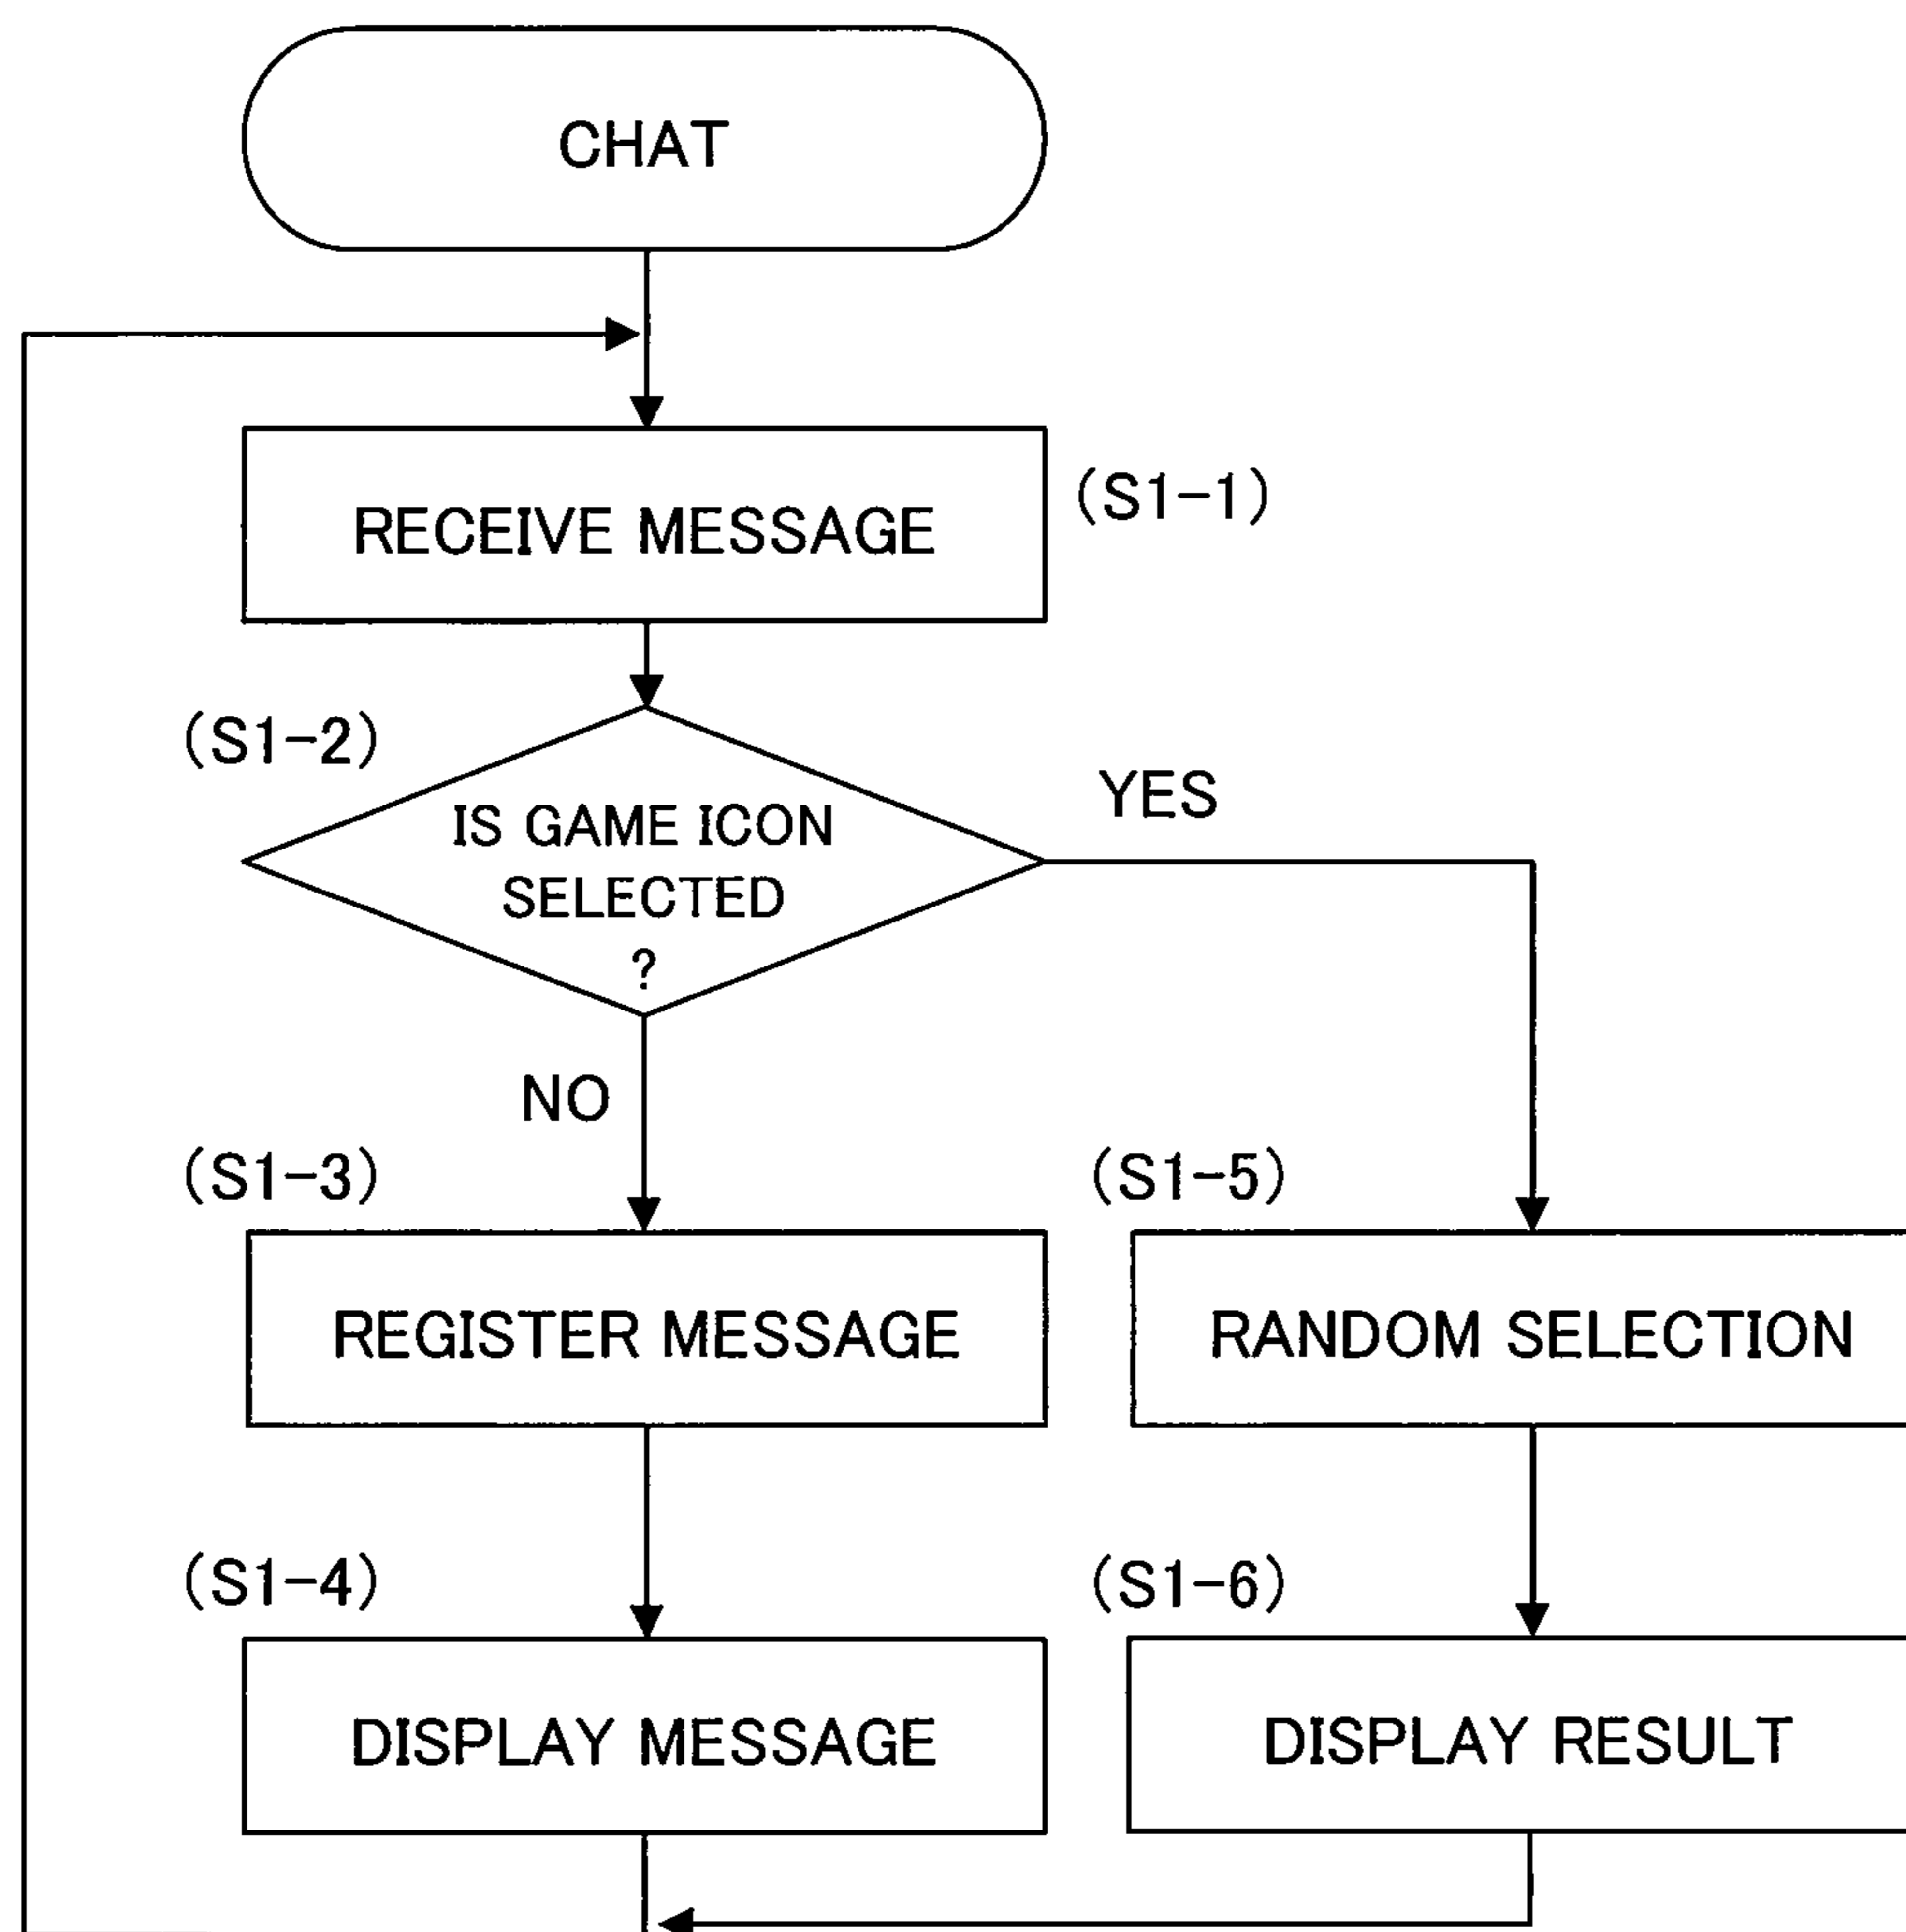 CHAT
RECEIVE MESSAGE
(S1-1)
(S1-2)
IS GAME ICON
SELECTED
?
YES
NO
(S1-3)
(S1-5)
REGISTER MESSAGE
RANDOM SELECTION
(S1-4)
(S1-6)
DISPLAY MESSAGE
DISPLAY RESULT